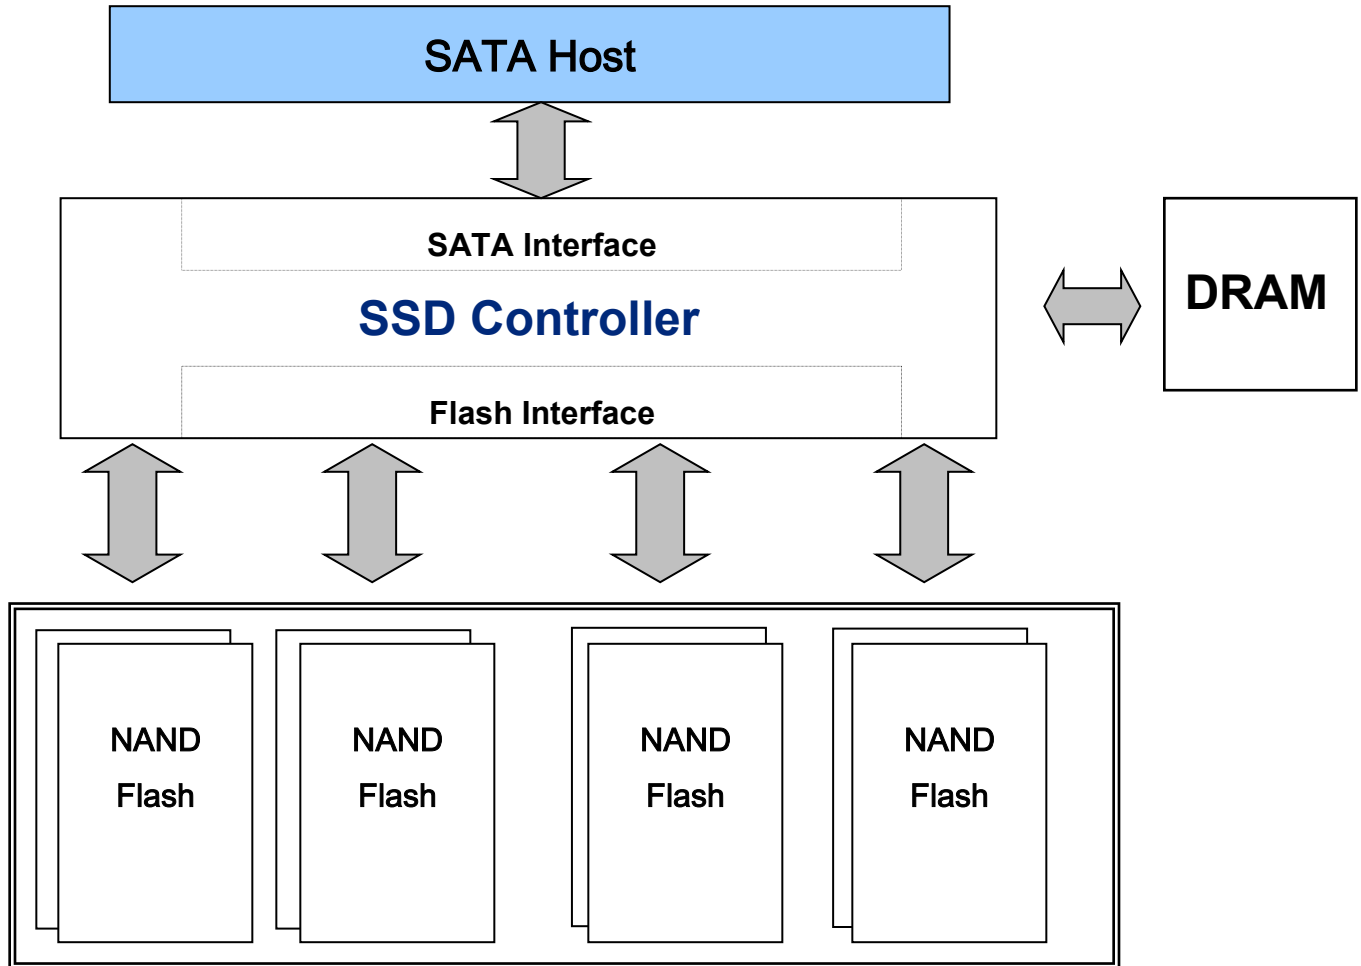 SATA Host
SATA Interface
SSD Controller
DRAM
Flash Interface
NAND
Flash
NAND
Flash
NAND
Flash
NAND
Flash